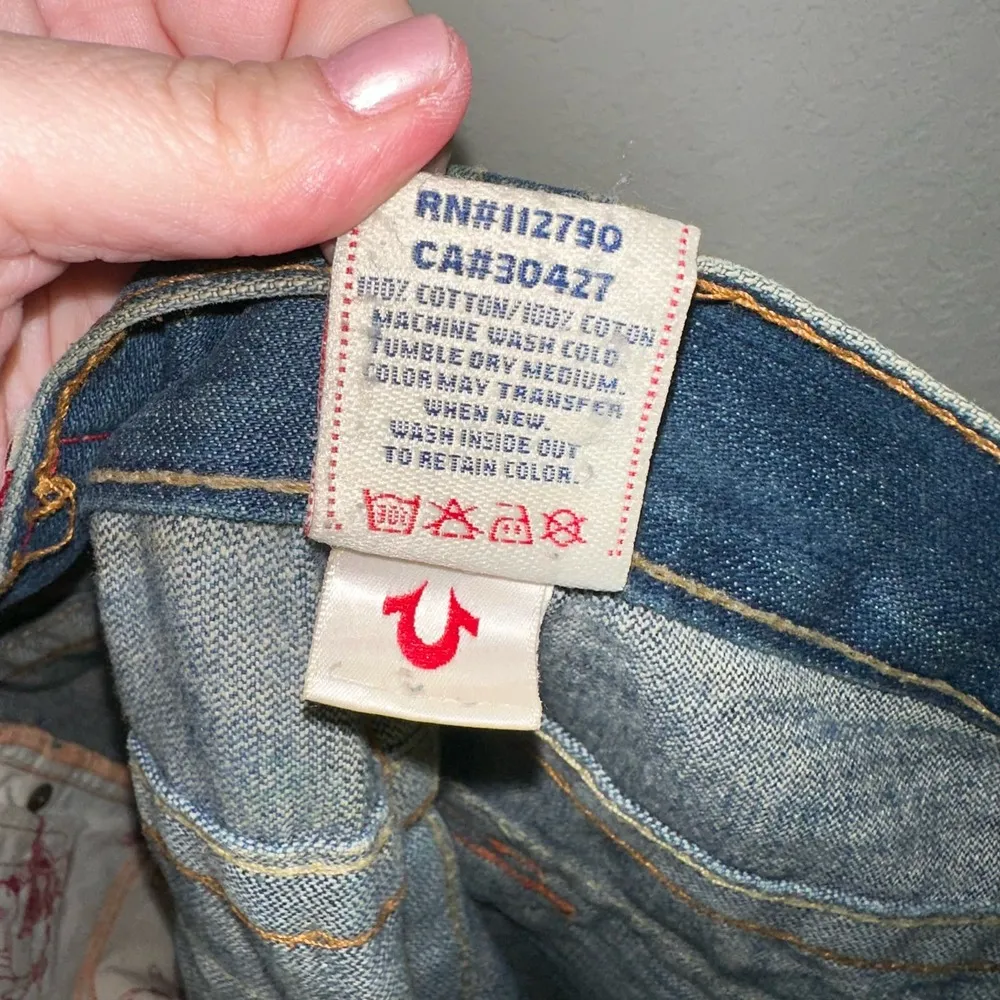 RN#112790
CA#30427
100% COTTON/100% COTON
MACHINE WASH COLD
TUMBLE DRY MEDIUM.
COLOR MAY TRANSFER
WHEN NEW.
WASH INSIDE OUT
TO RETAIN COLOR.